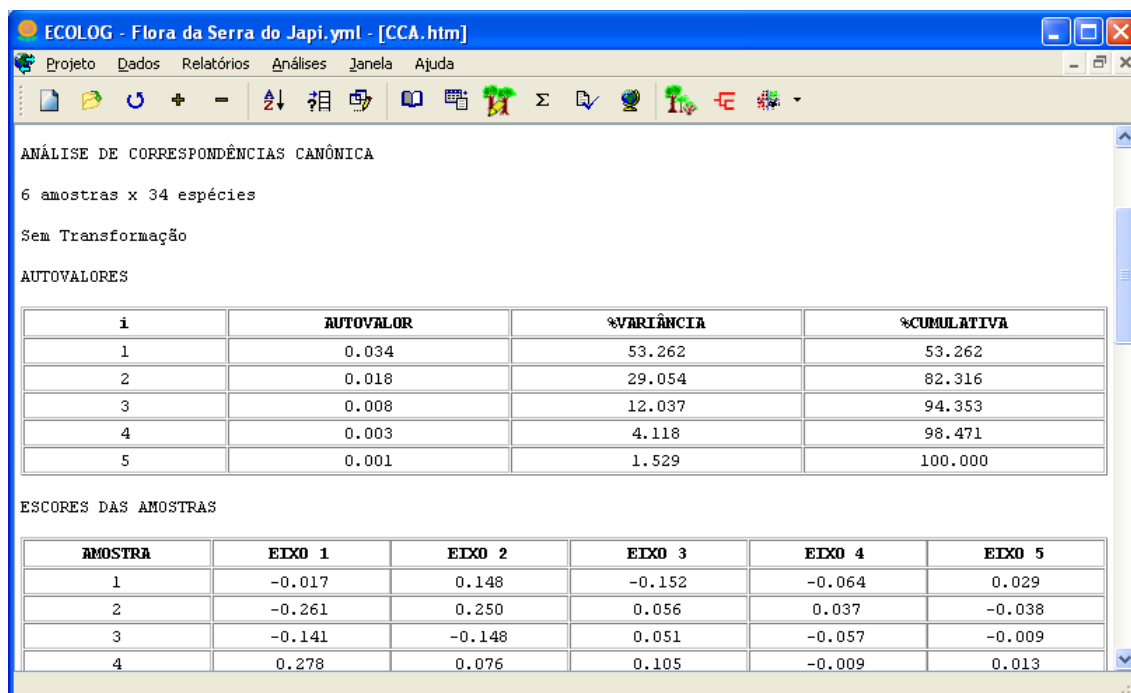 ECOLOG - Flora da Serra do Japi.yml - [CCA.htm]
Projeto Dados Relatórios Análises Janela Ajuda
ANÁLISE DE CORRESPONDÊNCIAS CANÔNICA
6 amostras x 34 espécies
Sem Transformação
AUTOVALORES
i AUTOVALOR %VARIÂNCIA %CUMULATIVA
1 0.034 53.262 53.262
2 0.018 29.054 82.316
3 0.008 12.037 94.353
4 0.003 4.118 98.471
5 0.001 1.529 100.000
ESCORES DAS AMOSTRAS
AMOSTRA EIXO 1 EIXO 2 EIXO 3 EIXO 4 EIXO 5
1 -0.017 0.148 -0.152 -0.064 0.029
2 -0.261 0.250 0.056 0.037 -0.038
3 -0.141 -0.148 0.051 -0.057 -0.009
4 0.278 0.076 0.105 -0.009 0.013